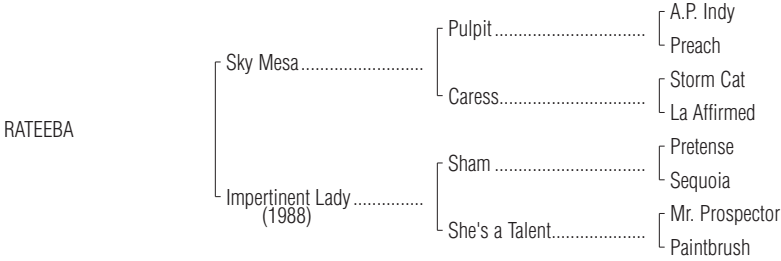 A.P. Indy
Pulpit..............................
Preach
Sky Mesa........................
Storm Cat
Caress.............................
La Affirmed
RATEEBA
Pretense
Sham..............................
Sequoia
Impertinent Lady..............
(1988)
Mr. Prospector
She's a Talent...................
Paintbrush